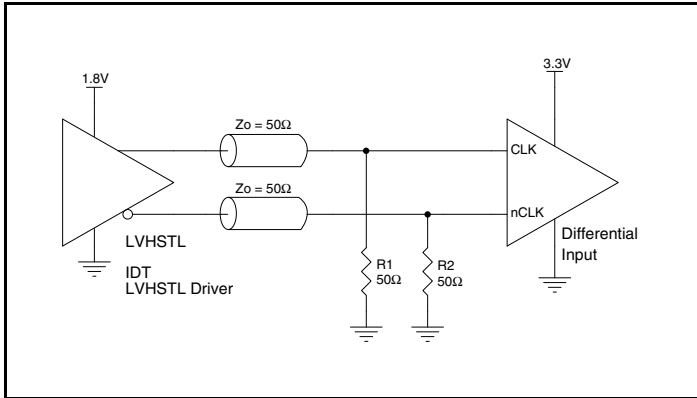 1.8V
3.3V
Zo = 50Ω
CLK
Zo = 50Ω
nCLK
LVHSTL
IDT
LVHSTL Driver
R1
50Ω
R2
50Ω
Differential
Input